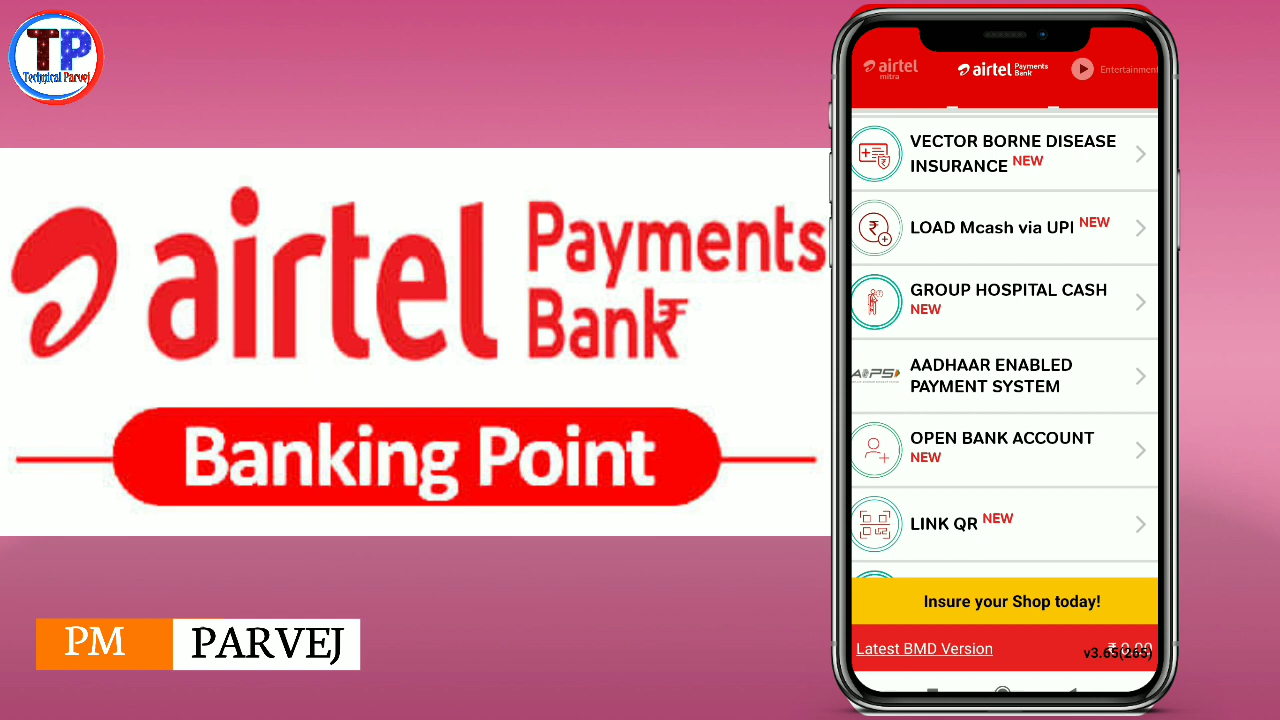 TP
Technical Parvej
airtel
Payments
Bank
Banking Point
PM PARVEJ
airtel
mitra
airtel Payments
Bank
Entertainment
VECTOR BORNE DISEASE
INSURANCE NEW
LOAD Mcash via UPI NEW
GROUP HOSPITAL CASH
NEW
AADHAAR ENABLED
PAYMENT SYSTEM
OPEN BANK ACCOUNT
NEW
LINK QR NEW
Insure your Shop today!
Latest BMD Version
₹ 0.00
v3.65(265)